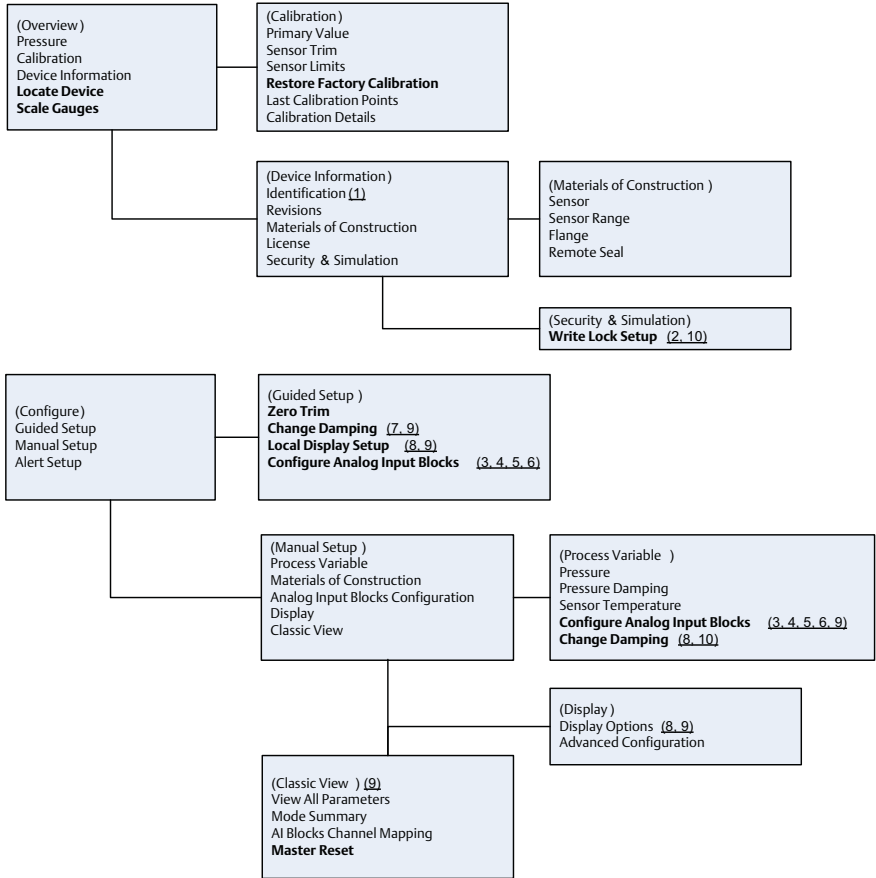 (Overview)
Pressure
Calibration
Device Information
Locate Device
Scale Gauges
(Calibration)
Primary Value
Sensor Trim
Sensor Limits
Restore Factory Calibration
Last Calibration Points
Calibration Details
(Device Information)
Identification (1)
Revisions
Materials of Construction
License
Security & Simulation
(Materials of Construction )
Sensor
Sensor Range
Flange
Remote Seal
(Security & Simulation)
Write Lock Setup (2, 10)
(Configure)
Guided Setup
Manual Setup
Alert Setup
(Guided Setup )
Zero Trim
Change Damping (7, 9)
Local Display Setup (8, 9)
Configure Analog Input Blocks (3, 4, 5, 6)
(Manual Setup )
Process Variable
Materials of Construction
Analog Input Blocks Configuration
Display
Classic View
(Process Variable )
Pressure
Pressure Damping
Sensor Temperature
Configure Analog Input Blocks (3, 4, 5, 6, 9)
Change Damping (8, 10)
(Display )
Display Options (8, 9)
Advanced Configuration
(Classic View ) (9)
View All Parameters
Mode Summary
AI Blocks Channel Mapping
Master Reset